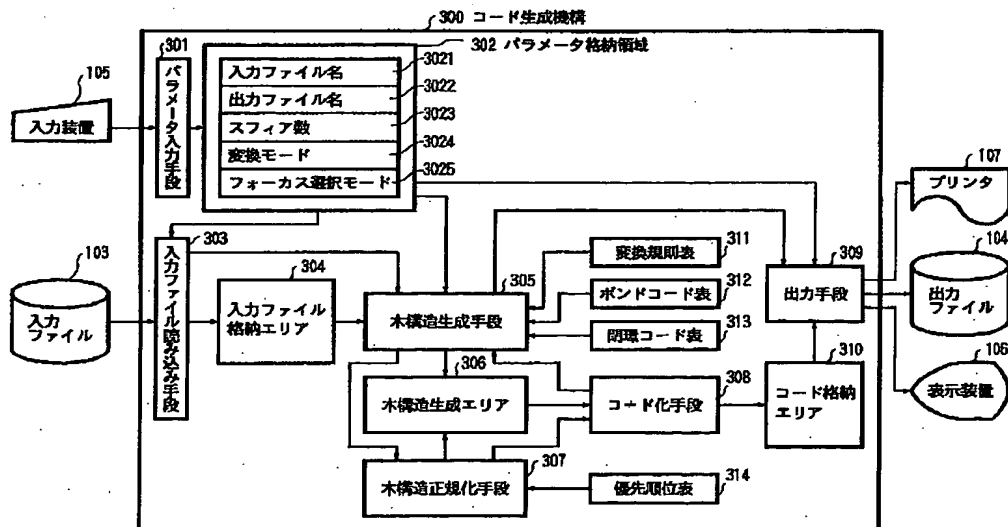 300 コード生成機構
302 パラメータ格納領域
301
パラメータ入力手段
105
入力装置
入力ファイル名
3021
出力ファイル名
3022
スフィア数
3023
変換モード
3024
フォーカス選択モード
3025
107
プリンタ
103
入力
ファイル
303
入力ファイル読み込み手段
304
入力ファイル
格納エリア
305
木構造生成手段
変換規則表
311
ボンドコード表
312
閉環コード表
313
309
出力手段
104
出力
ファイル
306
木構造生成エリア
コード化手段
308
310
コード格納
エリア
106
表示装置
307
木構造正規化手段
優先順位表
314